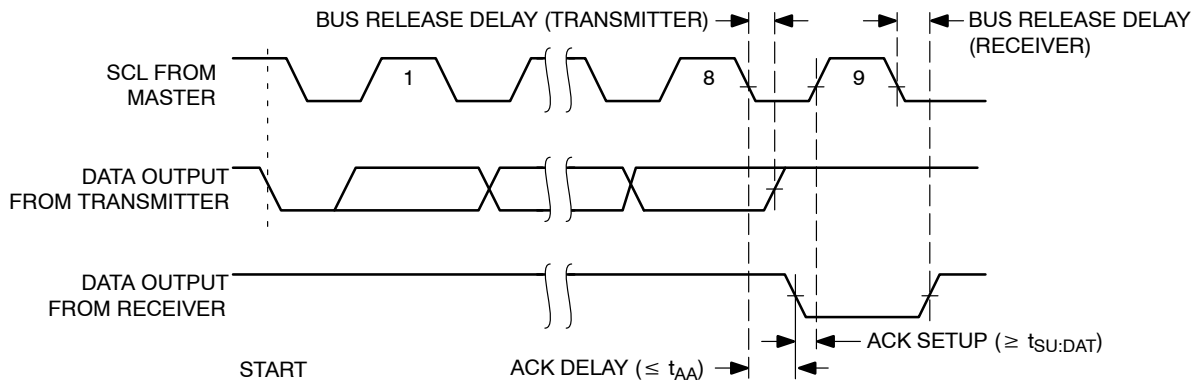 BUS RELEASE DELAY (TRANSMITTER)
BUS RELEASE DELAY
(RECEIVER)
SCL FROM
MASTER
1
8
9
DATA OUTPUT
FROM TRANSMITTER
DATA OUTPUT
FROM RECEIVER
START
ACK DELAY (≤ tAA)
ACK SETUP (≥ tSU:DAT)